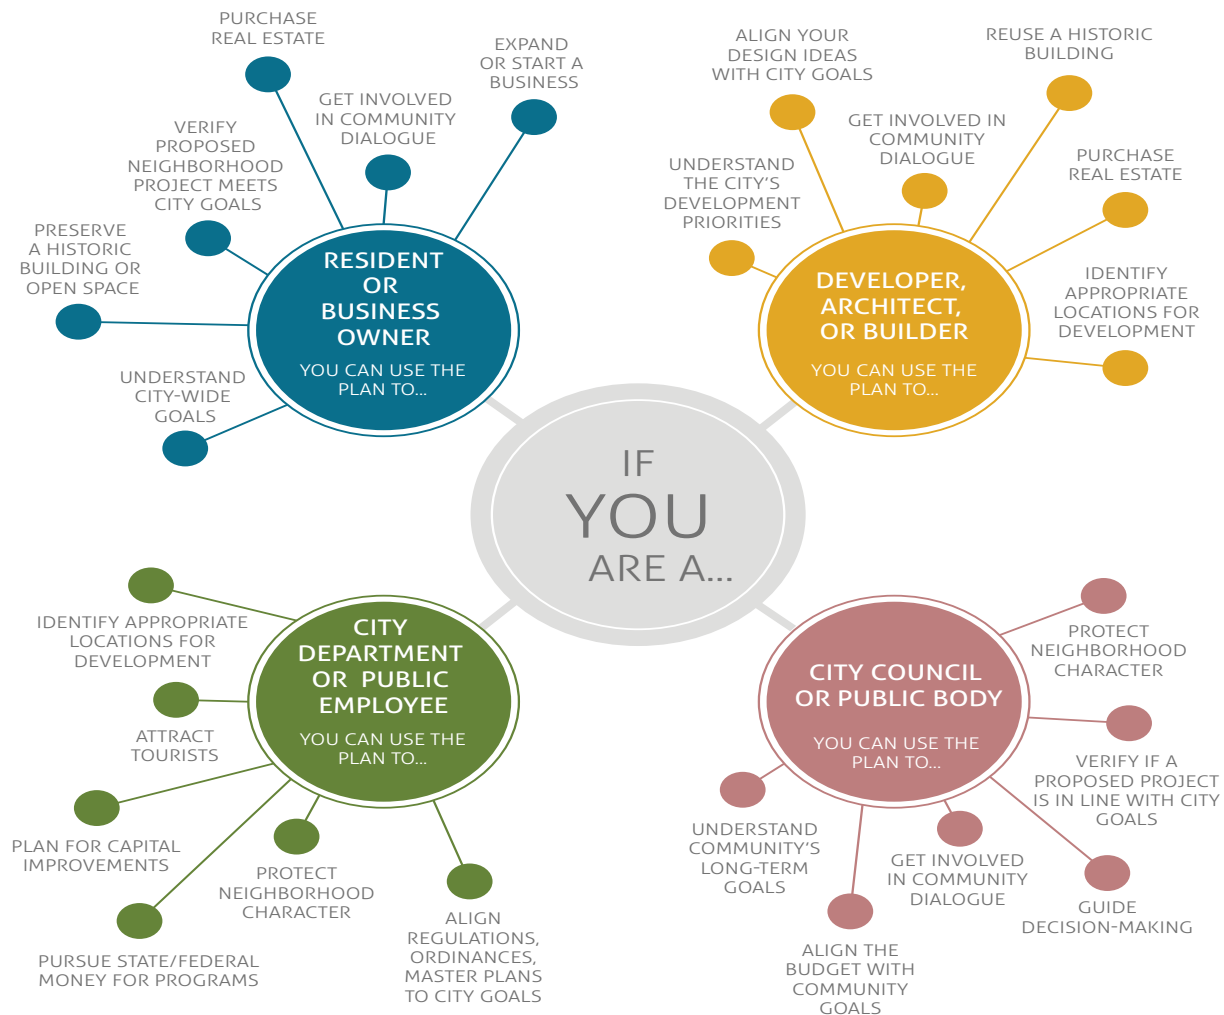 PURCHASE
REAL ESTATE
EXPAND
OR START A
BUSINESS
GET INVOLVED
IN COMMUNITY
DIALOGUE
VERIFY
PROPOSED
NEIGHBORHOOD
PROJECT MEETS
CITY GOALS
PRESERVE
A HISTORIC
BUILDING OR
OPEN SPACE
UNDERSTAND
CITY-WIDE
GOALS
RESIDENT
OR
BUSINESS
OWNER
YOU CAN USE THE
PLAN TO...
ALIGN YOUR
DESIGN IDEAS
WITH CITY GOALS
REUSE A HISTORIC
BUILDING
GET INVOLVED IN
COMMUNITY
DIALOGUE
UNDERSTAND
THE CITY'S
DEVELOPMENT
PRIORITIES
PURCHASE
REAL ESTATE
IDENTIFY
APPROPRIATE
LOCATIONS FOR
DEVELOPMENT
DEVELOPER,
ARCHITECT,
OR BUILDER
YOU CAN USE THE
PLAN TO...
IF
YOU
ARE A...
IDENTIFY APPROPRIATE
LOCATIONS FOR
DEVELOPMENT
ATTRACT
TOURISTS
PLAN FOR CAPITAL
IMPROVEMENTS
PURSUE STATE/FEDERAL
MONEY FOR PROGRAMS
PROTECT
NEIGHBORHOOD
CHARACTER
ALIGN
REGULATIONS,
ORDINANCES,
MASTER PLANS
TO CITY GOALS
CITY
DEPARTMENT
OR PUBLIC
EMPLOYEE
YOU CAN USE THE
PLAN TO...
CITY COUNCIL
OR PUBLIC BODY
YOU CAN USE THE
PLAN TO...
PROTECT
NEIGHBORHOOD
CHARACTER
VERIFY IF A
PROPOSED PROJECT
IS IN LINE WITH CITY
GOALS
UNDERSTAND
COMMUNITY'S
LONG-TERM
GOALS
GET INVOLVED
IN COMMUNITY
DIALOGUE
GUIDE
DECISION-MAKING
ALIGN THE
BUDGET WITH
COMMUNITY
GOALS